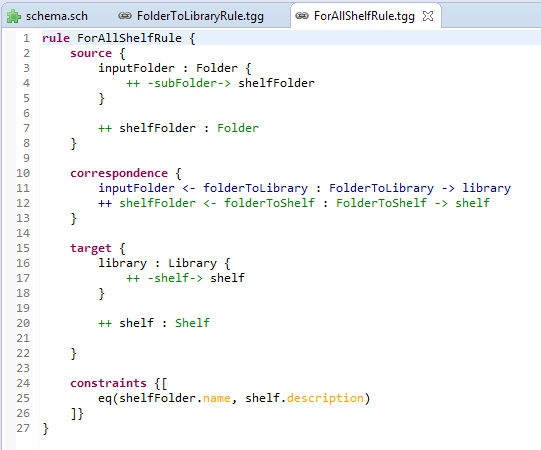 schema.sch FolderToLibraryRule.tgg ForAllShelfRule.tgg
1 rule ForAllShelfRule {
2 source {
3 inputFolder : Folder {
4 ++ -subFolder-> shelfFolder
5 }
6
7 ++ shelfFolder : Folder
8 }
9
10 correspondence {
11 inputFolder <- folderToLibrary : FolderToLibrary -> library
12 ++ shelfFolder <- folderToShelf : FolderToShelf -> shelf
13 }
14
15 target {
16 library : Library {
17 ++ -shelf-> shelf
18 }
19
20 ++ shelf : Shelf
21
22 }
23
24 constraints {[
25 eq(shelfFolder.name, shelf.description)
26 ]}
27 }